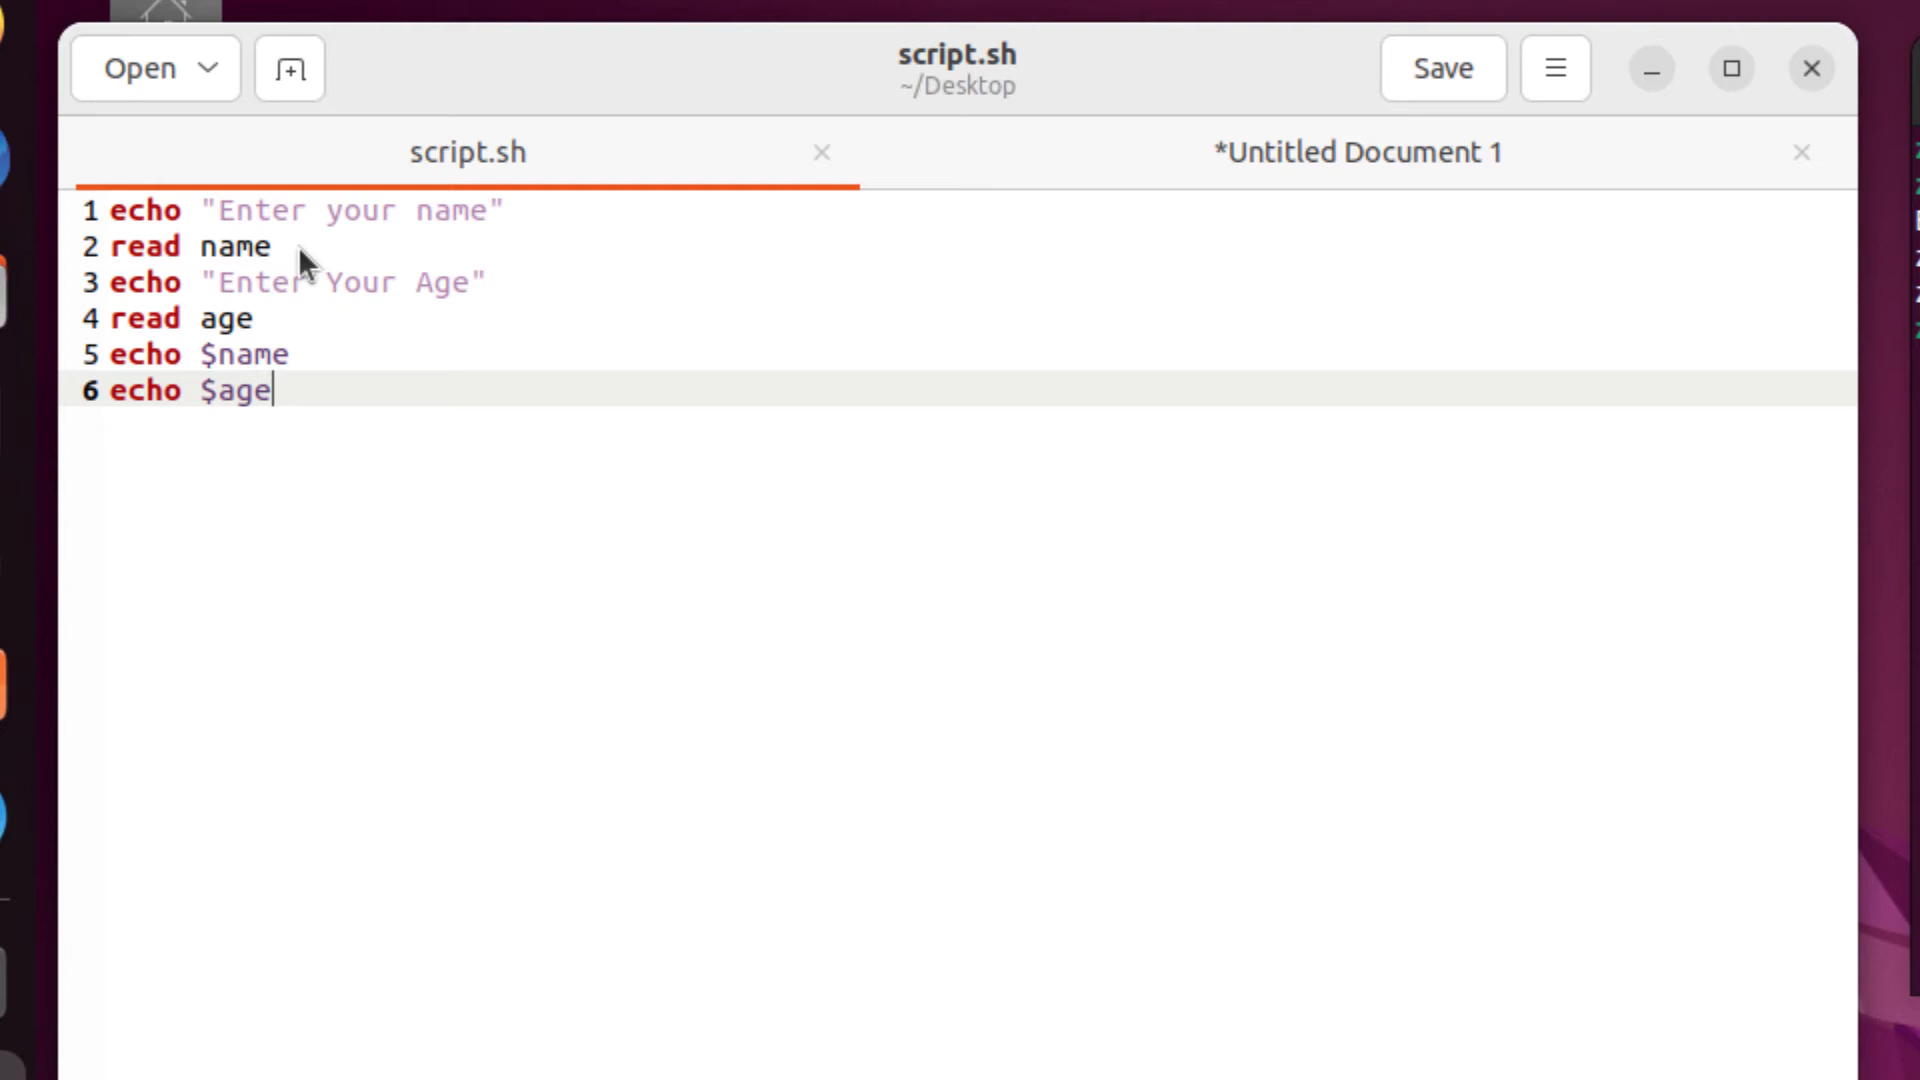 Open
script.sh
~/Desktop
Save
script.sh
*Untitled Document 1
1 echo "Enter your name"
2 read name
3 echo "Enter Your Age"
4 read age
5 echo $name
6 echo $age